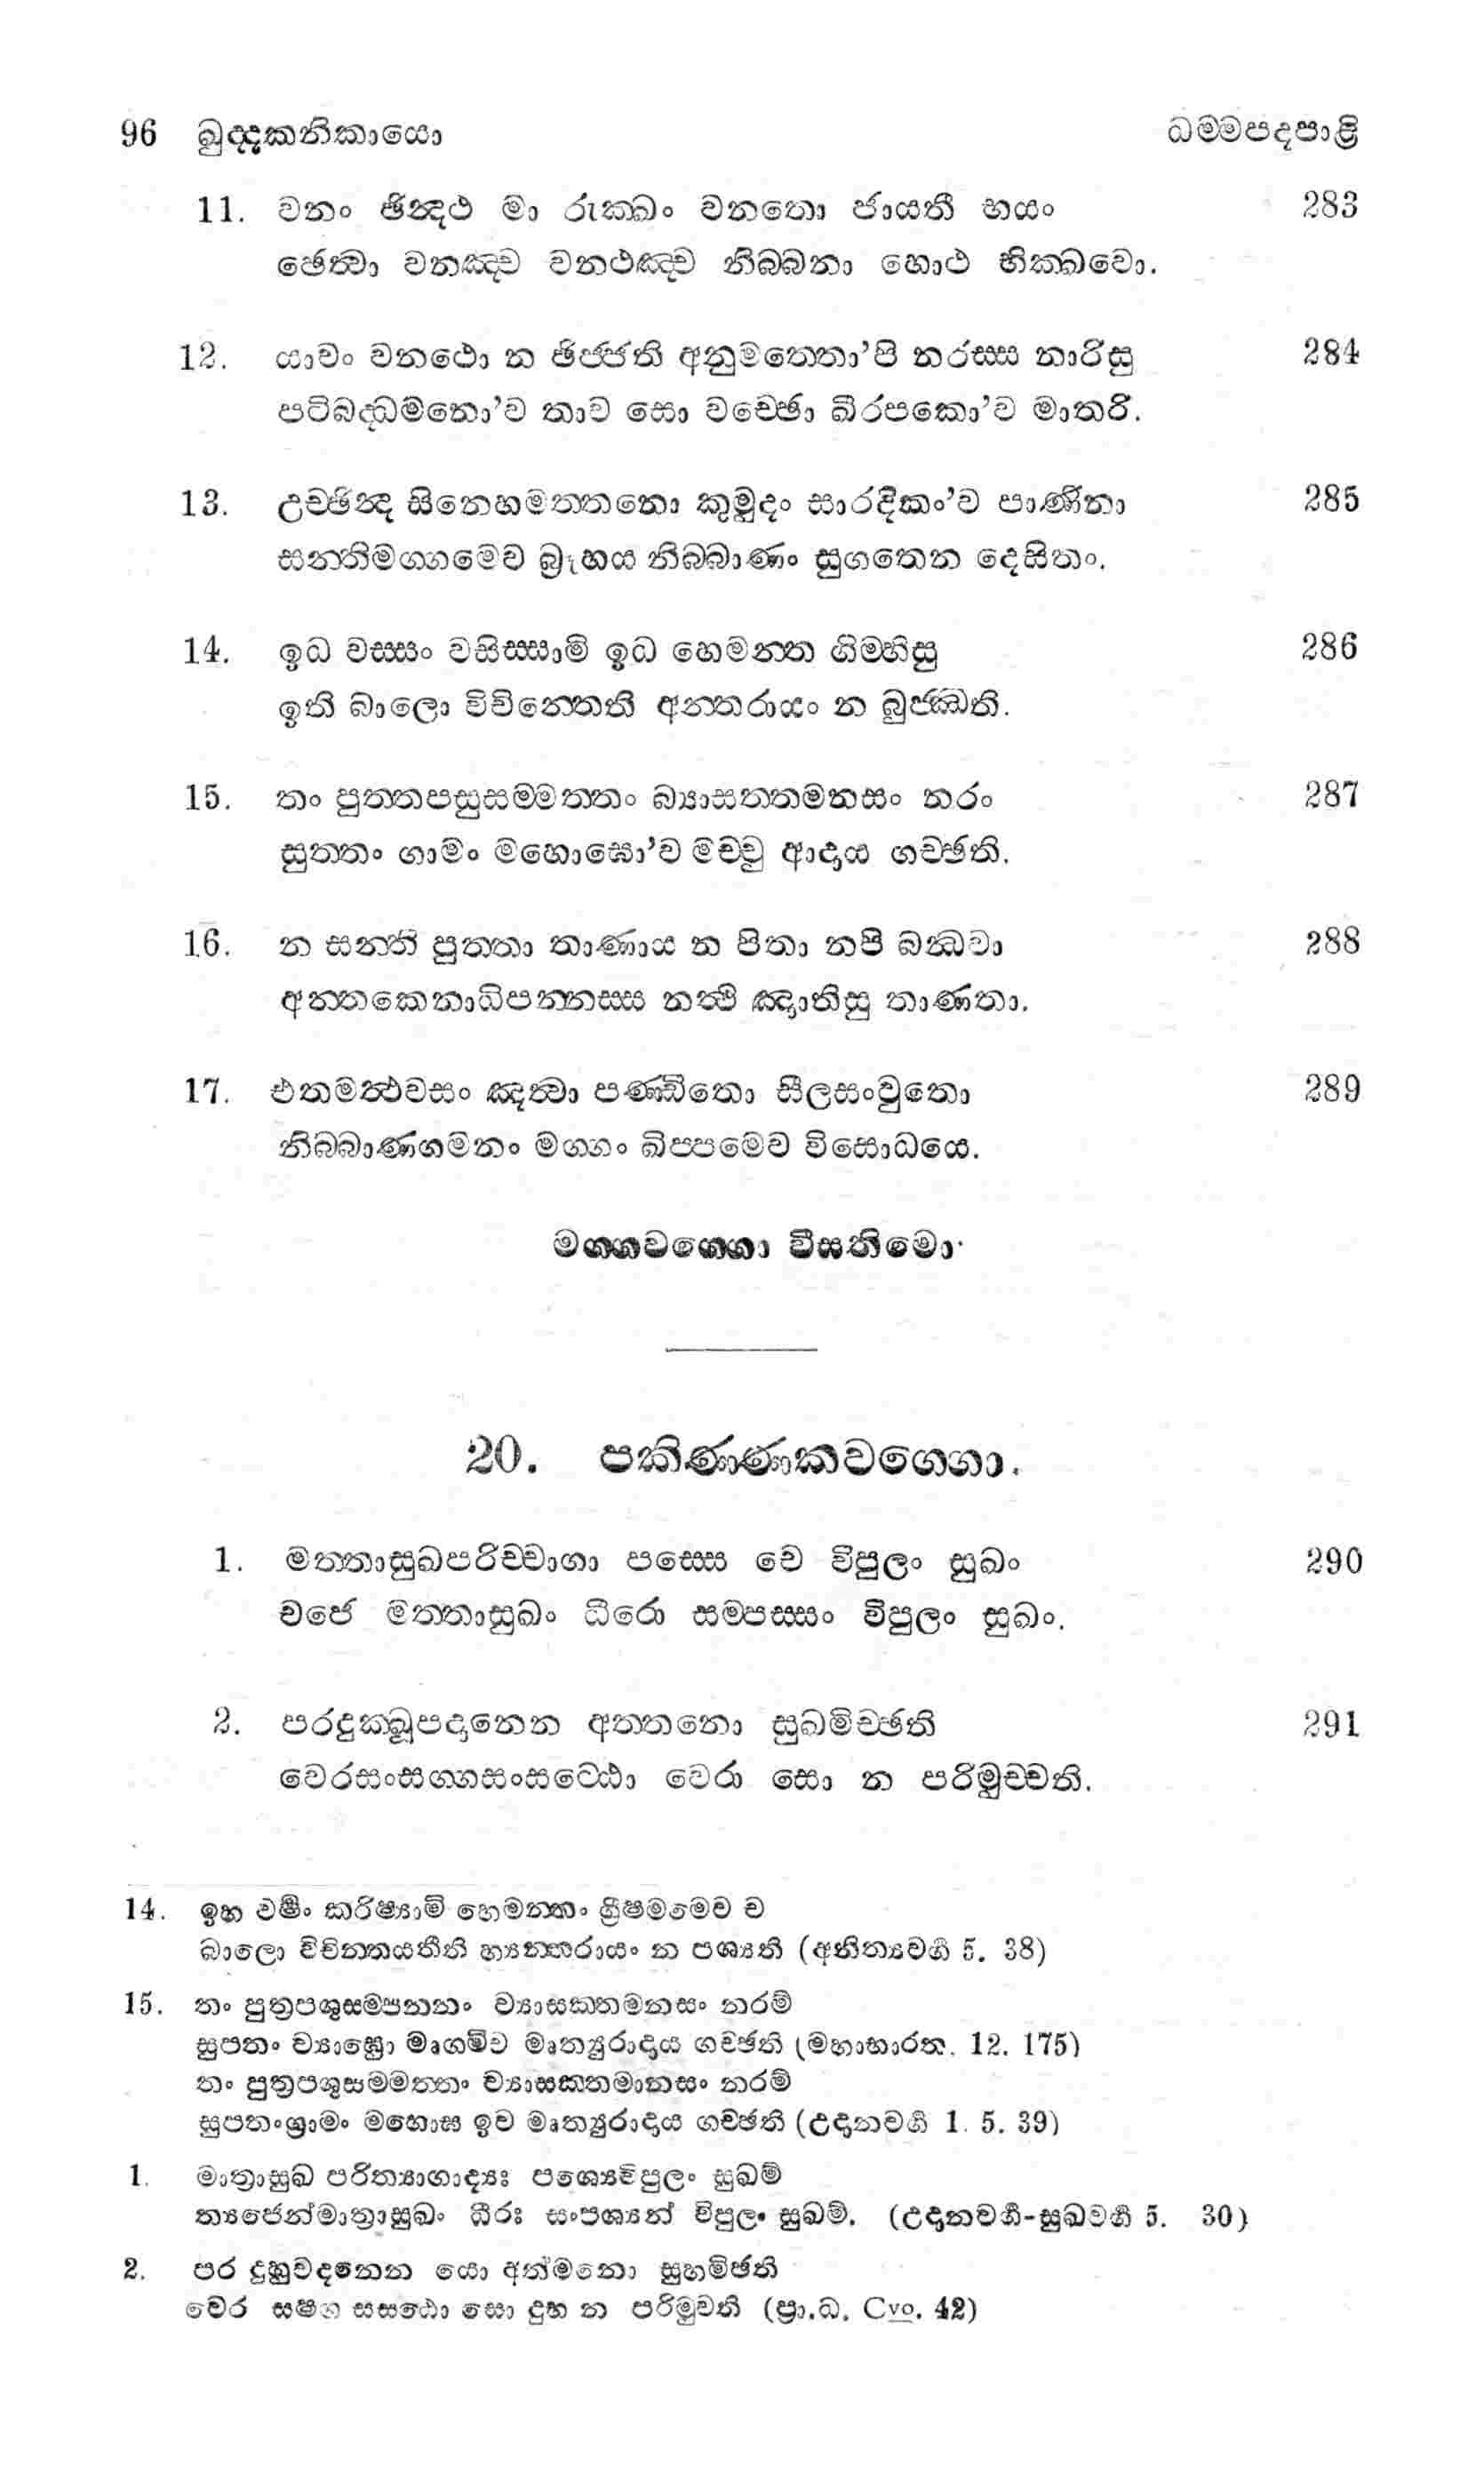 96 ඛුද්දකනිකායො ධම්මපදපාළි
11. වනං ඡින්දථ මා රුක්ඛං වනතො ජායතී භයං 283
ඡෙත්වා වනඤ්ච වනථඤ්ච නිබ්බනා හොථ භික්ඛවො.
12. යාවං වනථො න ඡිජ්ජති අනුමත්තො’පි නරස්ස නාරිසු 284
පටිබද්ධමනො’ව තාව සො වච්ඡො ඛීරපකො’ව මාතරි.
13. උච්ඡින්ද සිනෙහමත්තනො කුමුදං සාරදිකං’ව පාණිනා 285
සන්තිමග්ගමෙව බ්‍රූහය නිබ්බාණං සුගතෙන දෙසිතං.
14. ඉධ වස්සං වසිස්සාමි ඉධ හෙමන්ත ගිම්හිසු 286
ඉති බාලො විචින්තෙති අන්තරායං න බුජ්ඣති.
15. තං පුත්තපසුසම්මත්තං බ්‍යාසත්තමනසං නරං 287
සුත්තං ගාමං මහොඝො’ව මච්චු ආදාය ගච්ඡති.
16. න සන්ති පුත්තා තාණාය න පිතා නපි බන්ධවා 288
අන්තකෙනාධිපන්නස්ස නත්ථි ඤාතිසු තාණතා.
17. එතමත්ථවසං ඤත්වා පණ්ඩිතො සීලසංවුතො 289
නිබ්බාණගමනං මග්ගං ඛිප්පමෙව විසොධයෙ.
මග්ගවග්ගො වීසතිමො
20. පකිණ්ණකවග්ගො.
1. මත්තාසුඛපරිච්චාගා පස්සෙ චෙ විපුලං සුඛං 290
චජෙ මත්තාසුඛං ධීරො සම්පස්සං විපුලං සුඛං.
2. පරදුක්ඛූපදානෙන අත්තනො සුඛමිච්ඡති 291
වෙරසංසග්ගසංසට්ඨො වෙරා සො න පරිමුච්චති.
14. ඉහ වර්ෂං කරිෂ්‍යාමි හෙමන්තං ග්‍රීෂ්මමෙව ච
බාලො විචින්තයතීති හ්‍යන්තරායං න පශ්‍යති (අනිත්‍යවර්ග 5. 38)
15. තං පුත්‍රපශුසම්පන්නං ව්‍යාසක්තමනසං නරම්
සුප්තං ව්‍යාඝ්‍රො මෘගමිව මෘත්‍යුරාදාය ගච්ඡති (මහාභාරත. 12. 175)
තං පුත්‍රපශුසම්මත්තං ව්‍යාසක්තමානසං නරම්
සුප්තංග්‍රාමං මහොඝ ඉව මෘත්‍යුරාදාය ගච්ඡති (උදානවර්ග 1. 5. 39)
1. මාත්‍රාසුඛ පරිත්‍යාගාද්‍යඃ පශ්‍යෙද්විපුලං සුඛම්
ත්‍යජෙන්මාත්‍රාසුඛං ධීරඃ සංපශ්‍යන් විපුලං සුඛම්. (උදානවර්ග-සුඛවර්ග 5. 30)
2. පර දුඃඛුවදනෙන යො අත්මනො සුහමිඡති
වෙර සෂග සසඨො සො දුහ න පරිමුචති (ප්‍රා.ධ. Cvo. 42)